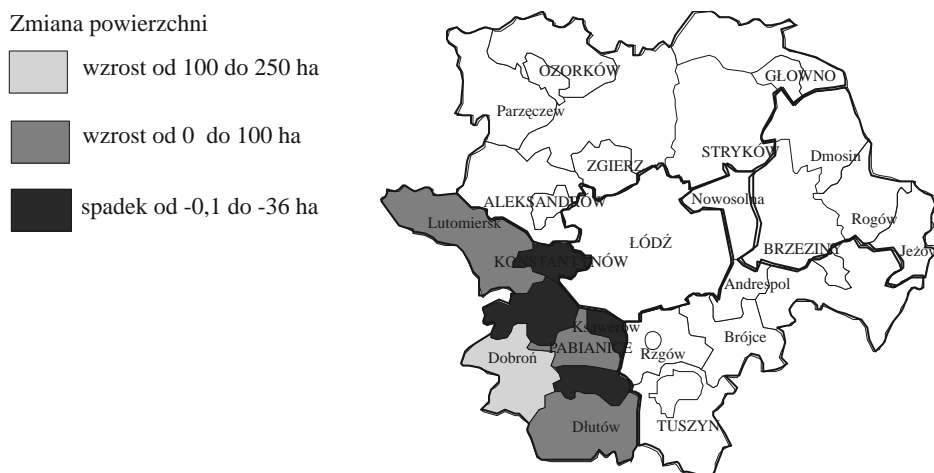 Zmiana powierzchni
wzrost od 100 do 250 ha
wzrost od 0 do 100 ha
spadek od -0,1 do -36 ha
OZORKÓW
GŁOWNO
Parzęczew
STRYKÓW
Dmosin
ZGIERZ
ALEKSANDRÓW
Nowosolna
Lutomiersk
Rogów
ŁÓDŹ
BRZEZINY
Jeżów
KONSTANTYNÓW
Andrespol
Ksawerów
Brójce
PABIANICE
Rzgów
Dobroń
Dłutów
TUSZYN